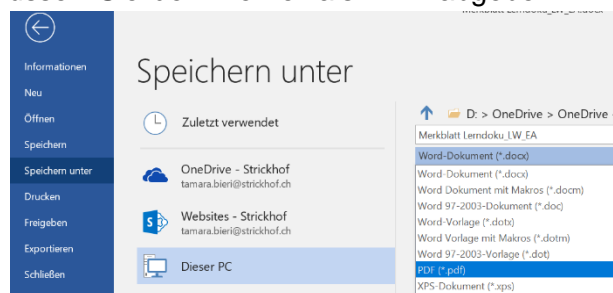 Informationen
Neu
Öffnen
Speichern
Speichern unter
Drucken
Freigeben
Exportieren
Schließen
Speichern unter
Zuletzt verwendet
OneDrive - Strickhof
tamara.bieri@strickhof.ch
Websites - Strickhof
tamara.bieri@strickhof.ch
Dieser PC
D: > OneDrive > OneDrive
Merkblatt Lerndoku_LW_EA
Word-Dokument (*.docx)
Word-Dokument (*.docx)
Word Dokument mit Makros (*.docm)
Word 97-2003-Dokument (*.doc)
Word-Vorlage (*.dotx)
Word Vorlage mit Makros (*.dotm)
Word 97-2003-Vorlage (*.dot)
PDF (*.pdf)
XPS-Dokument (*.xps)